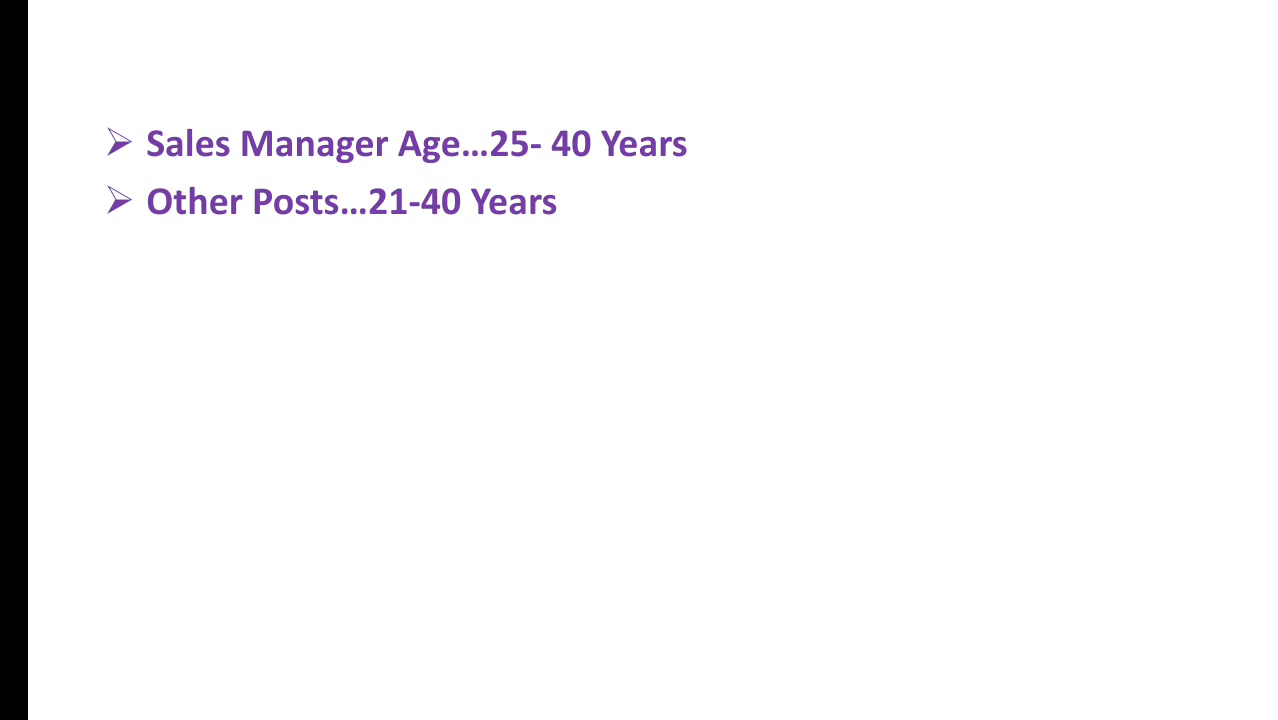 ➢ Sales Manager Age...25- 40 Years
➢ Other Posts...21-40 Years